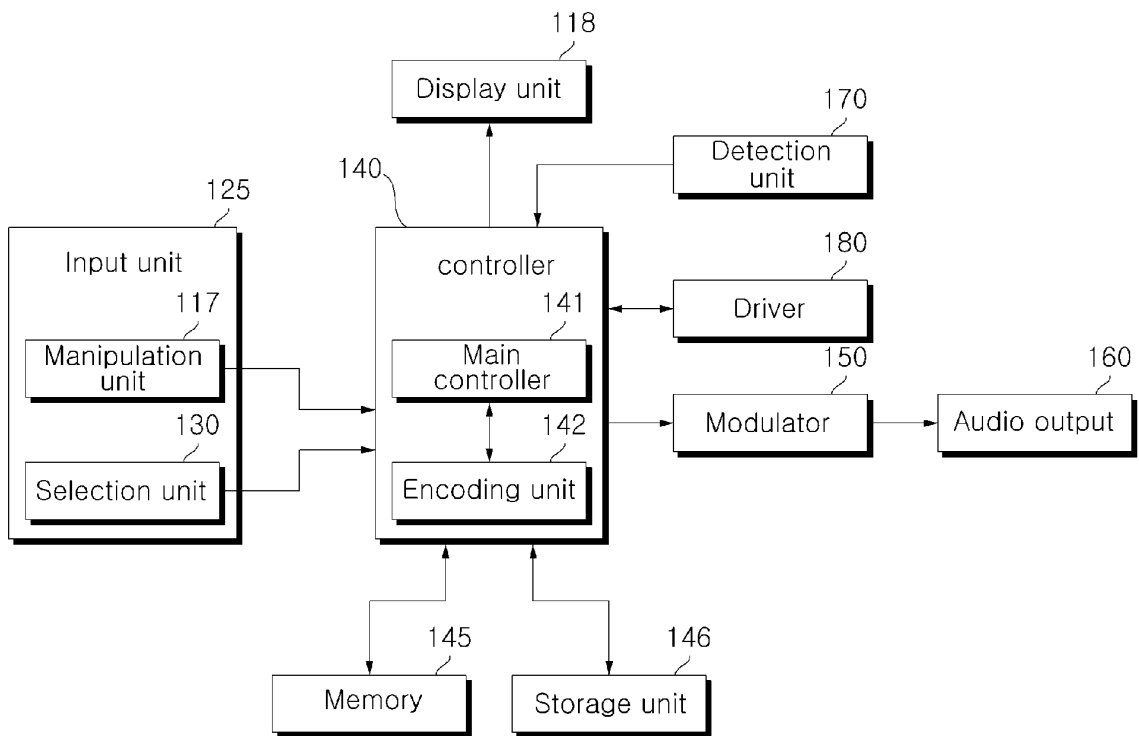 118
Display unit
170
Detection
unit
140
125
Input unit
controller
180
Driver
117
Manipulation
unit
141
Main
controller
150
Modulator
160
Audio output
130
Selection unit
142
Encoding unit
145
Memory
146
Storage unit